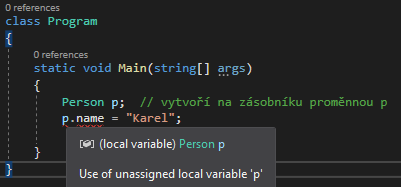 0 references
class Program
{
0 references
static void Main(string[] args)
{
Person p;  // vytvoří na zásobníku proměnnou p
p.name = "Karel";
(local variable) Person p
Use of unassigned local variable 'p'
}
}